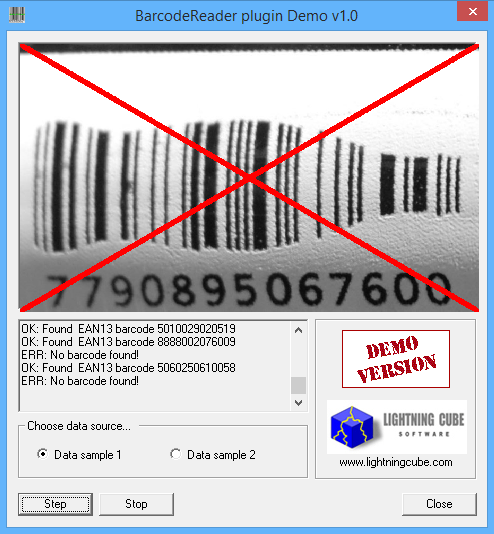 BarcodeReader plugin Demo v1.0
7790895067600
OK: Found EAN13 barcode 5010029020519
OK: Found EAN13 barcode 8888002076009
ERR: No barcode found!
OK: Found EAN13 barcode 5060250610058
ERR: No barcode found!
DEMO
VERSION
LIGHTNING CUBE
SOFTWARE
www.lightningcube.com
Choose data source...
Data sample 1
Data sample 2
Step
Stop
Close